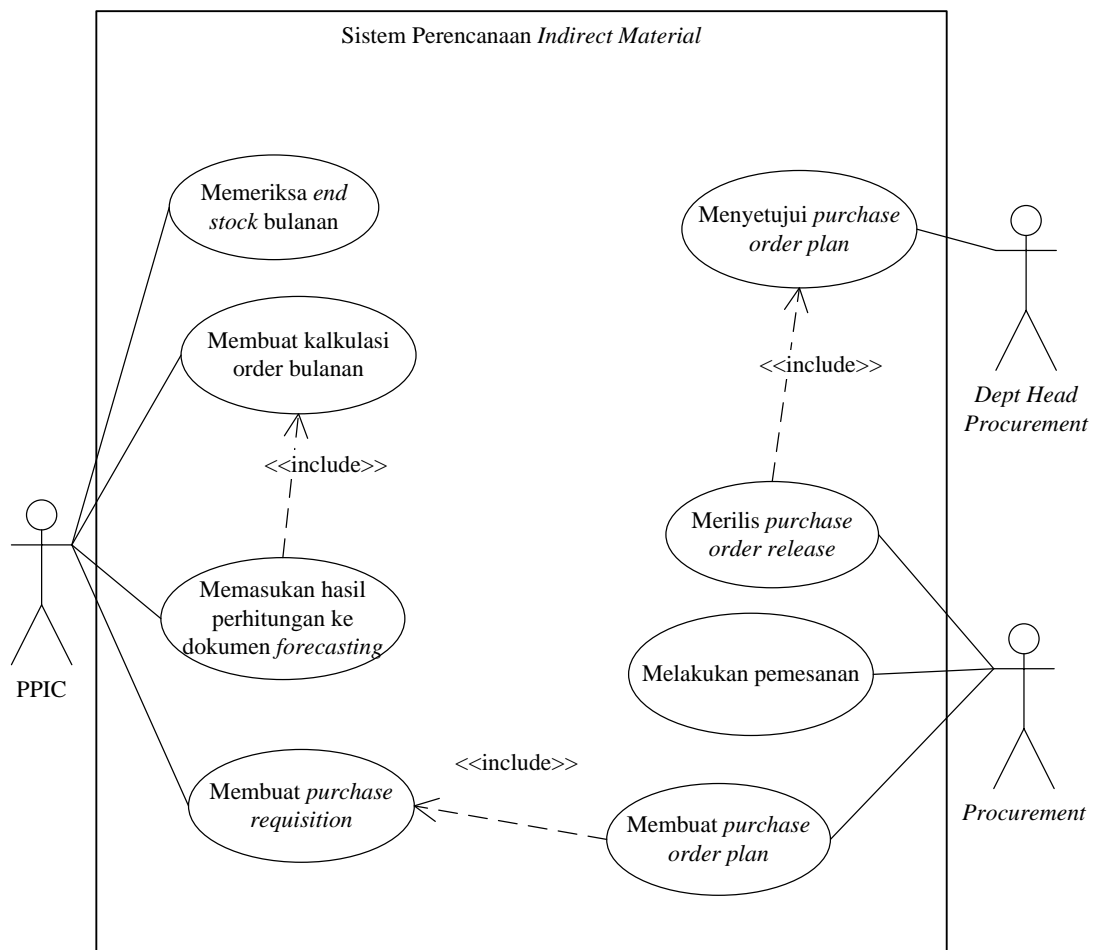 Sistem Perencanaan Indirect Material
Memeriksa end
stock bulanan
Membuat kalkulasi
order bulanan
<<include>>
Memasukan hasil
perhitungan ke
dokumen forecasting
Membuat purchase
requisition
PPIC
Menyetujui purchase
order plan
<<include>>
Dept Head
Procurement
Merilis purchase
order release
Melakukan pemesanan
<<include>>
Membuat purchase
order plan
Procurement